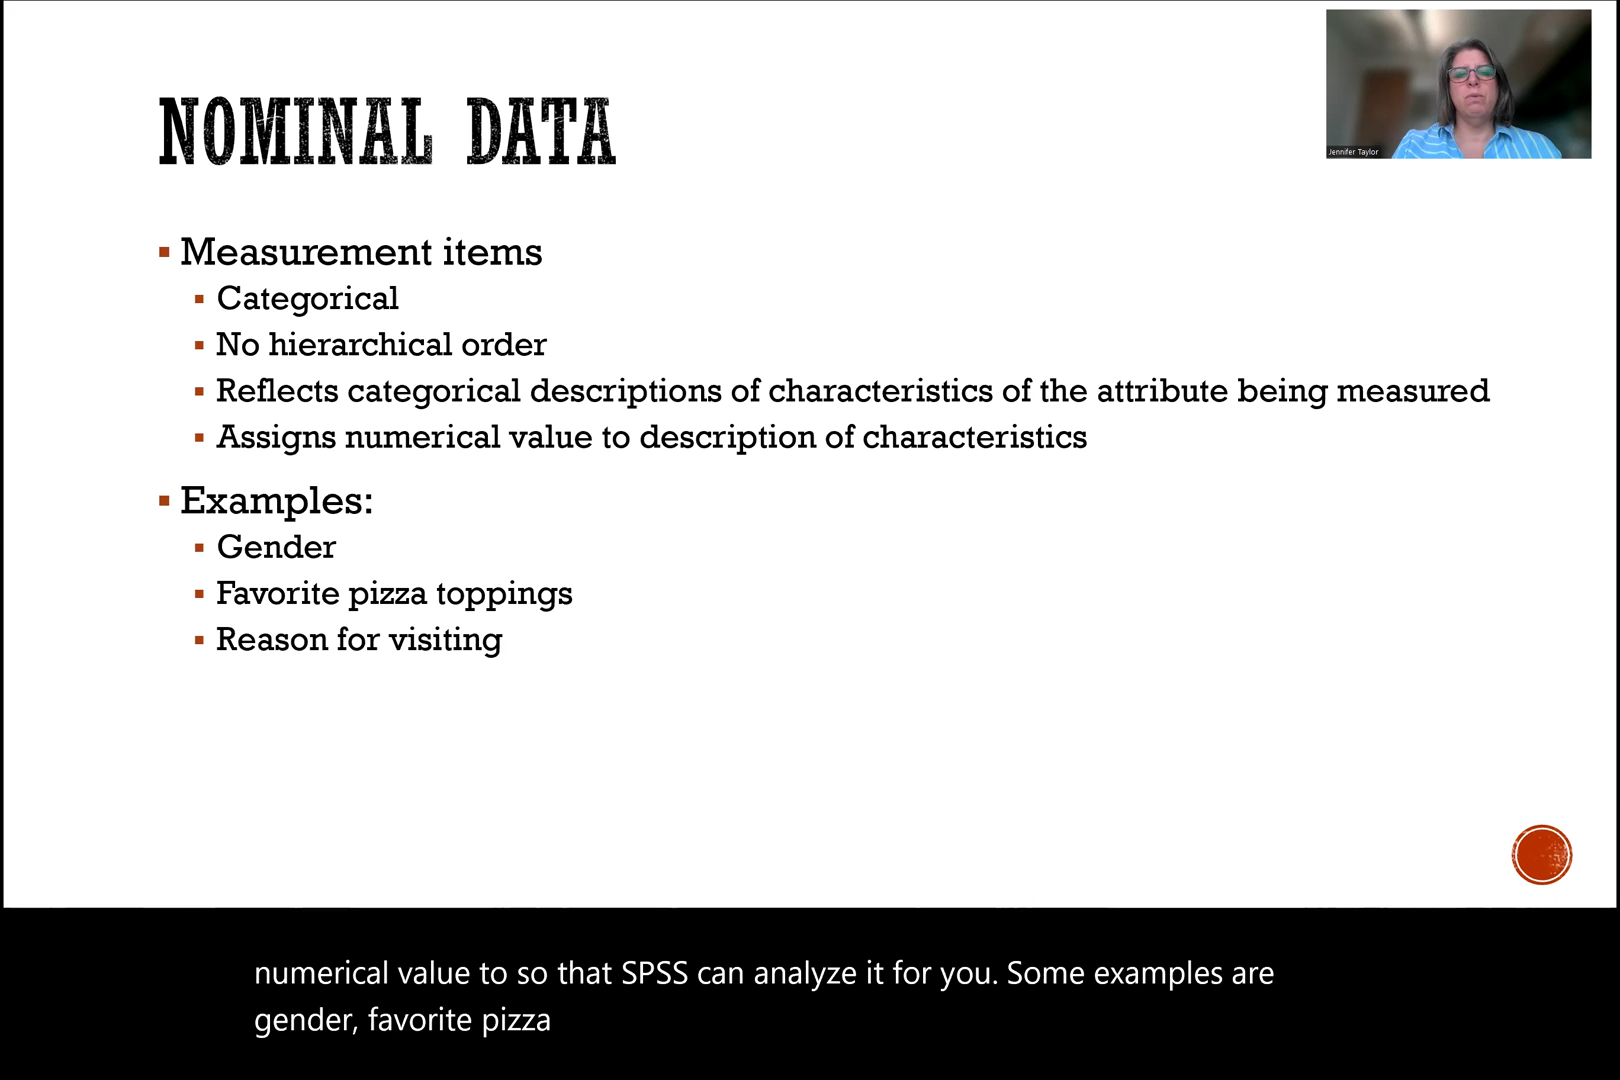 NOMINAL DATA
Jennifer Taylor
Measurement items
Categorical
No hierarchical order
Reflects categorical descriptions of characteristics of the attribute being measured
Assigns numerical value to description of characteristics
Examples:
Gender
Favorite pizza toppings
Reason for visiting
numerical value to so that SPSS can analyze it for you. Some examples are
gender, favorite pizza